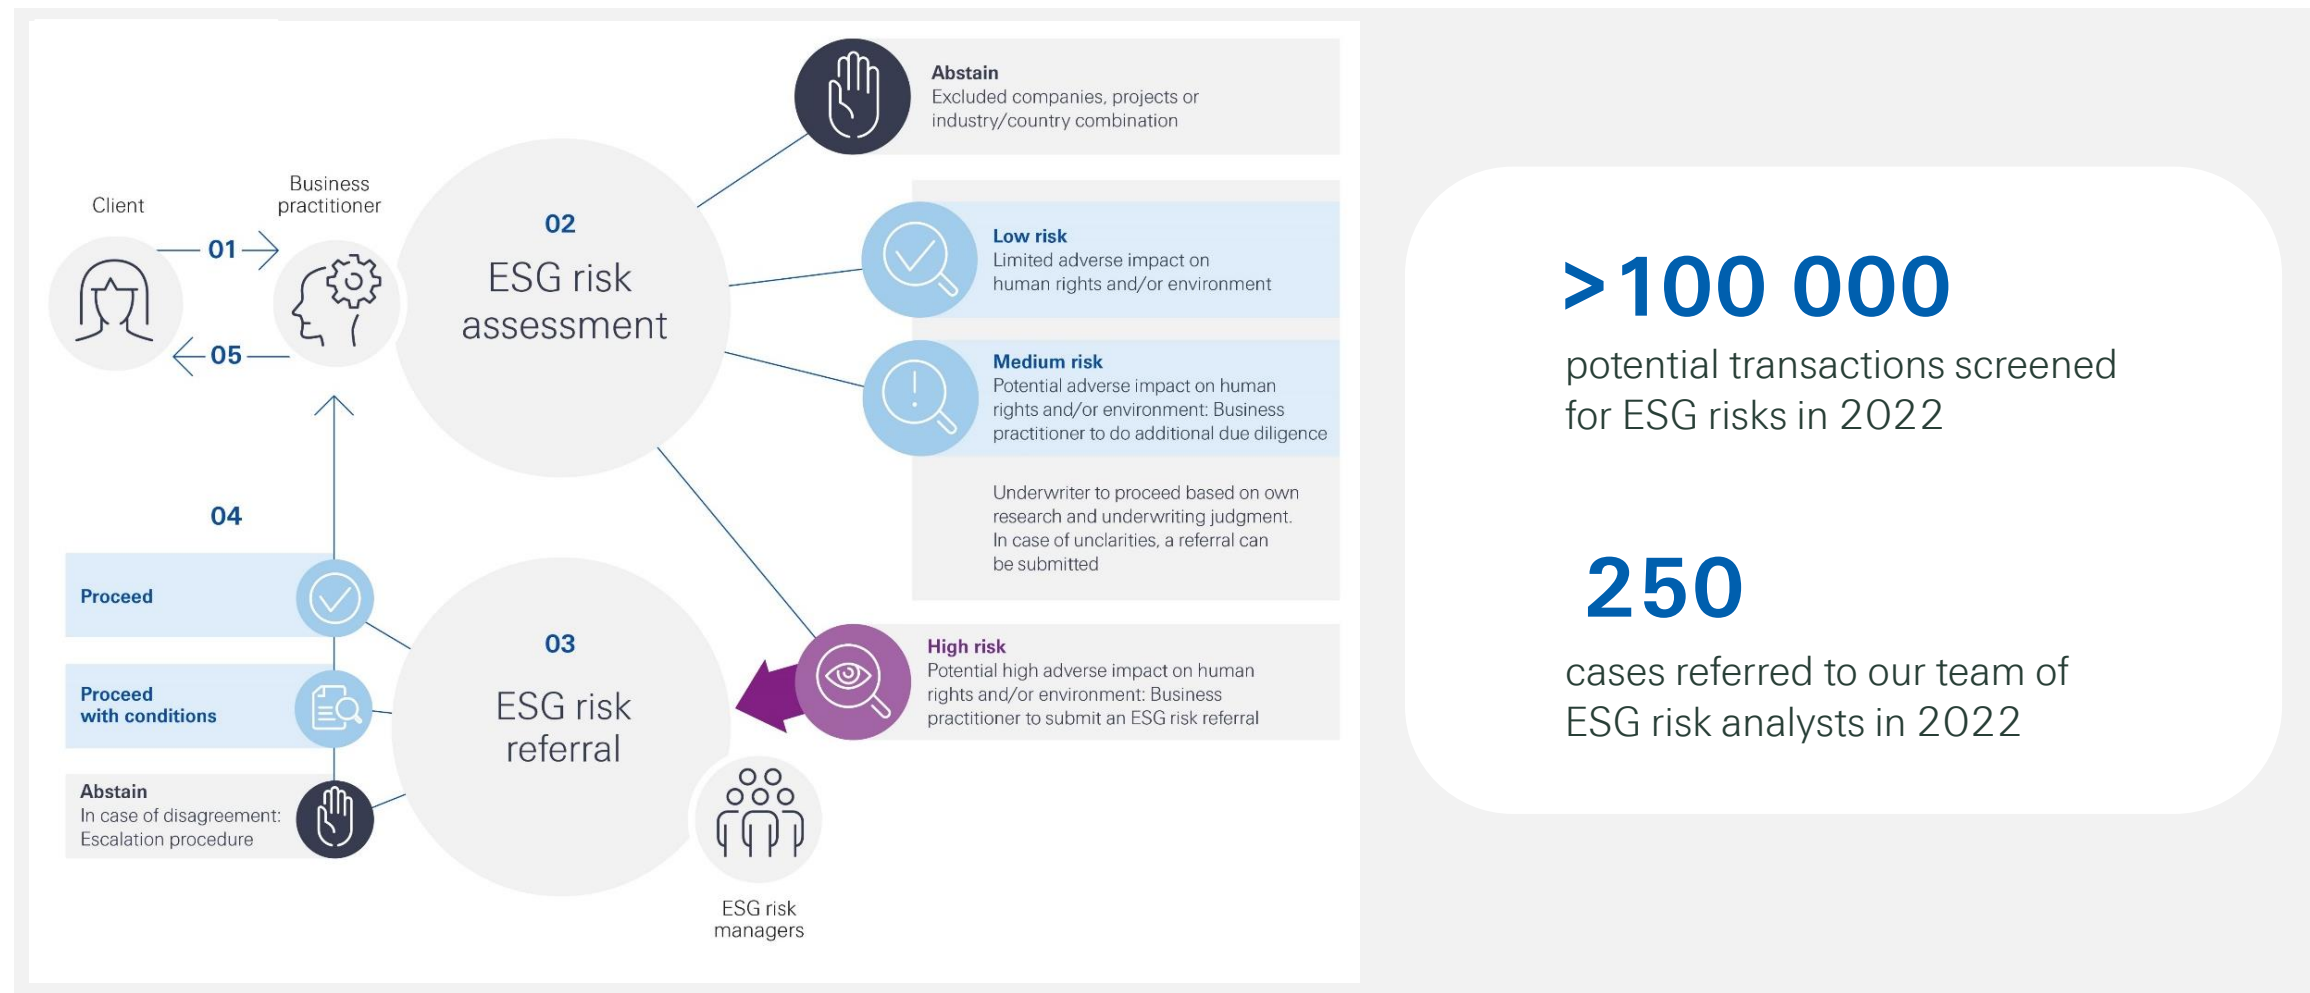 Client
Business
practitioner
01
05
02
ESG risk
assessment
Abstain
Excluded companies, projects or
industry/country combination
Low risk
Limited adverse impact on
human rights and/or environment
Medium risk
Potential adverse impact on human
rights and/or environment: Business
practitioner to do additional due diligence
Underwriter to proceed based on own
research and underwriting judgment.
In case of unclarities, a referral can
be submitted
High risk
Potential high adverse impact on human
rights and/or environment: Business
practitioner to submit an ESG risk referral
03
ESG risk
referral
ESG risk
managers
04
Proceed
Proceed
with conditions
Abstain
In case of disagreement:
Escalation procedure
>100 000
potential transactions screened
for ESG risks in 2022
250
cases referred to our team of
ESG risk analysts in 2022